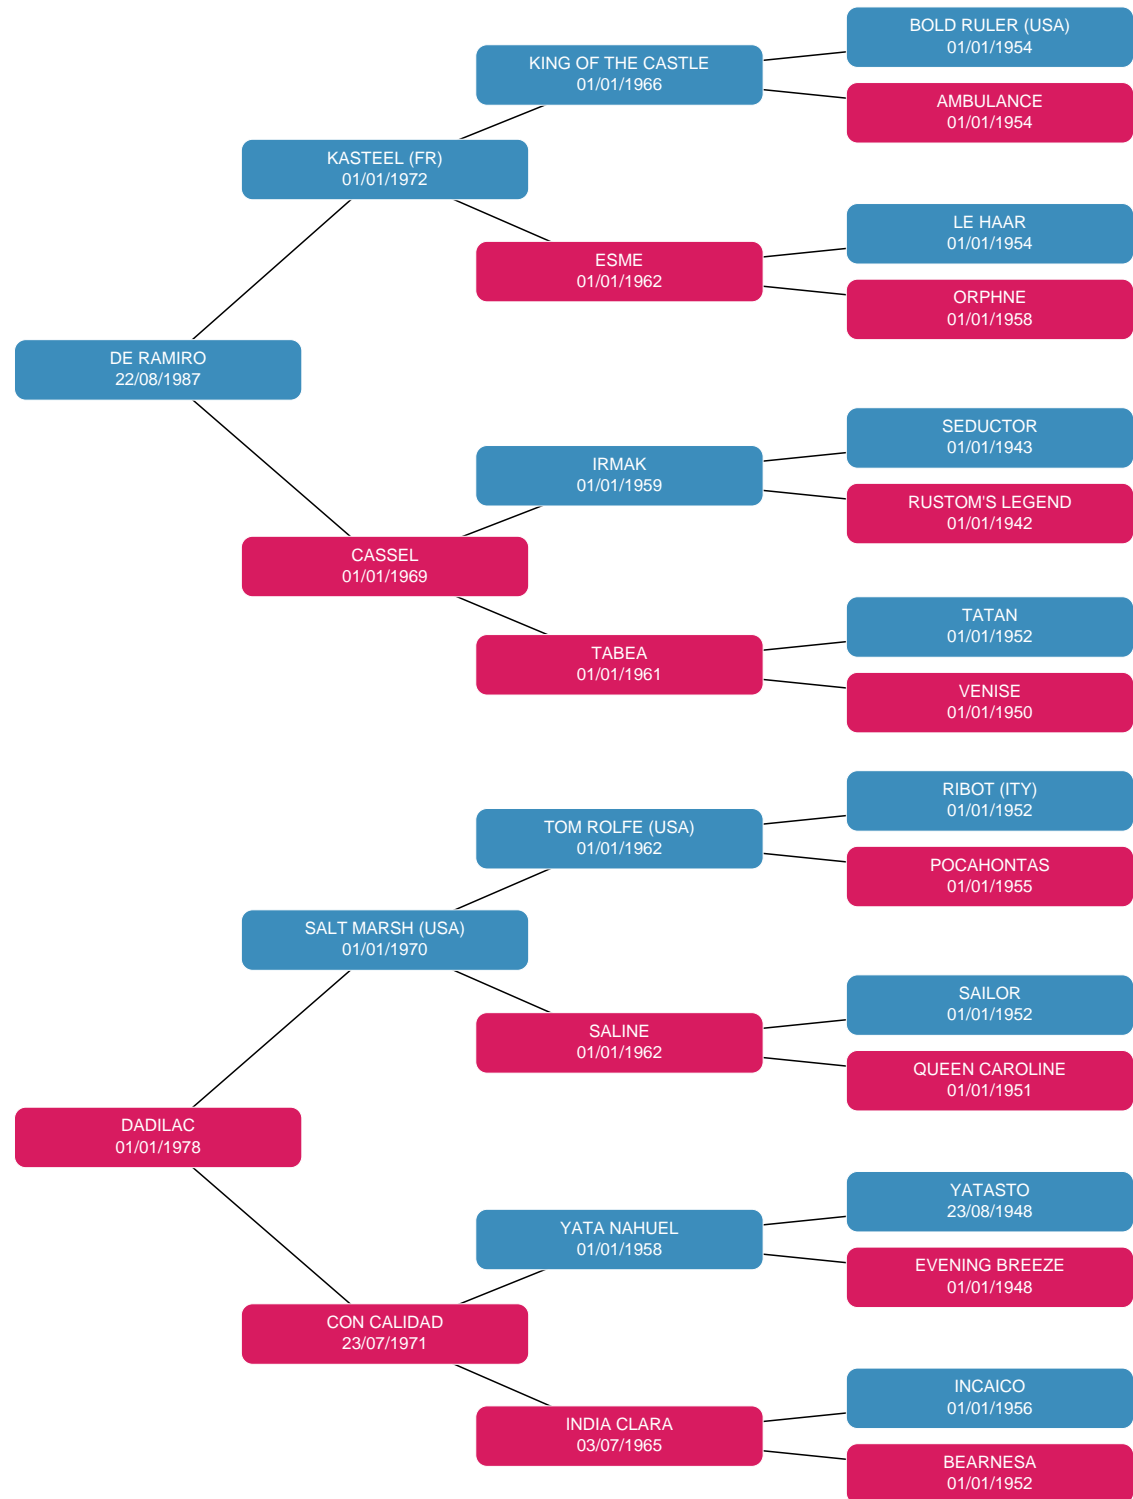 BOLD RULER (USA)
01/01/1954
KING OF THE CASTLE
01/01/1966
AMBULANCE
01/01/1954
KASTEEL (FR)
01/01/1972
LE HAAR
01/01/1954
ESME
01/01/1962
ORPHNE
01/01/1958
DE RAMIRO
22/08/1987
SEDUCTOR
01/01/1943
IRMAK
01/01/1959
RUSTOM'S LEGEND
01/01/1942
CASSEL
01/01/1969
TATAN
01/01/1952
TABEA
01/01/1961
VENISE
01/01/1950
RIBOT (ITY)
01/01/1952
TOM ROLFE (USA)
01/01/1962
POCAHONTAS
01/01/1955
SALT MARSH (USA)
01/01/1970
SAILOR
01/01/1952
SALINE
01/01/1962
QUEEN CAROLINE
01/01/1951
DADILAC
01/01/1978
YATASTO
23/08/1948
YATA NAHUEL
01/01/1958
EVENING BREEZE
01/01/1948
CON CALIDAD
23/07/1971
INCAICO
01/01/1956
INDIA CLARA
03/07/1965
BEARNESA
01/01/1952